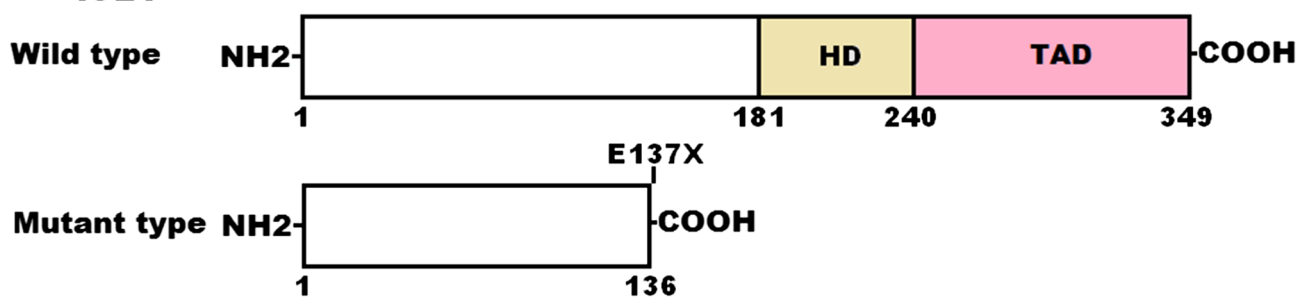 Wild type NH2 HD TAD COOH
1 181 240 349
E137X
Mutant type NH2 COOH
1 136